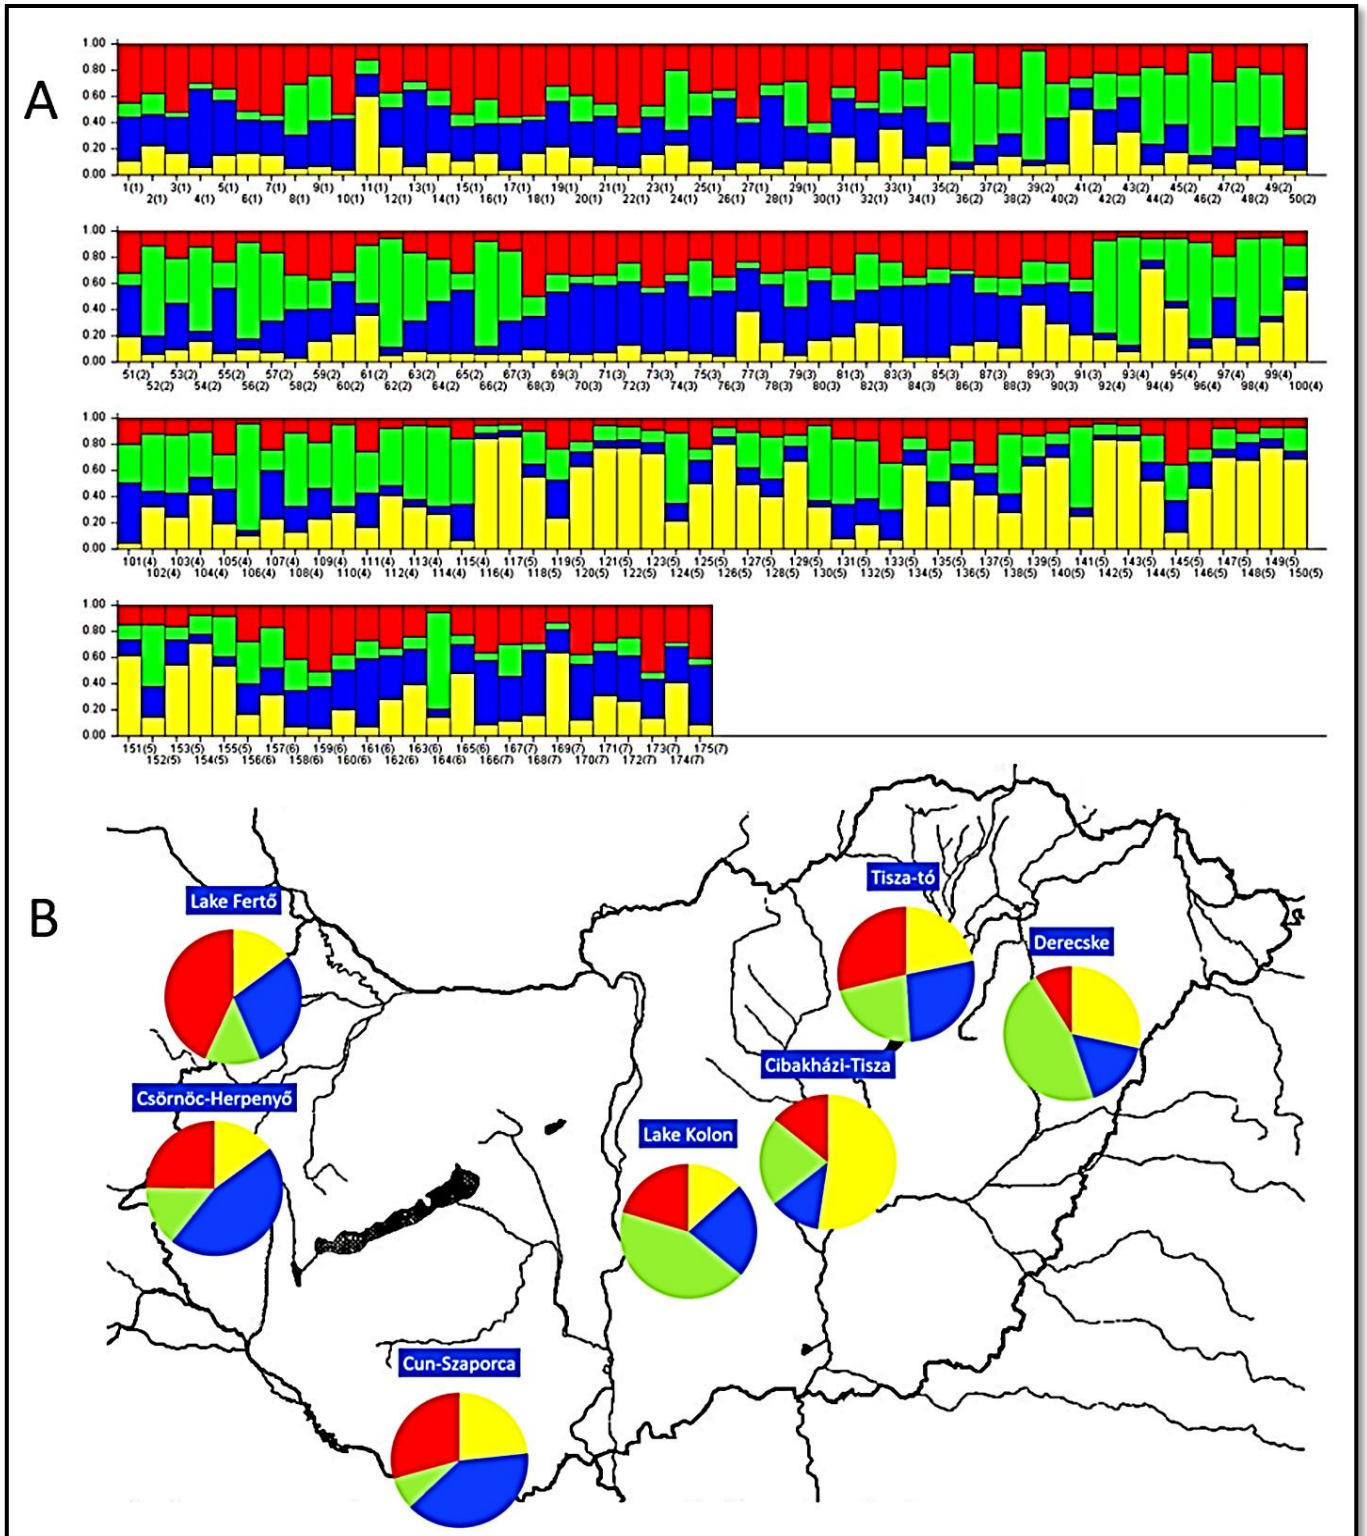 A
1.00
0.80
0.60
0.40
0.20
0.00
1(1) 3(1) 5(1) 7(1) 9(1) 11(1) 13(1) 15(1) 17(1) 19(1) 21(1) 23(1) 25(1) 27(1) 29(1) 31(1) 33(1) 35(2) 37(2) 39(2) 41(2) 43(2) 45(2) 47(2) 49(2)
2(1) 4(1) 6(1) 8(1) 10(1) 12(1) 14(1) 16(1) 18(1) 20(1) 22(1) 24(1) 26(1) 28(1) 30(1) 32(1) 34(1) 36(2) 38(2) 40(2) 42(2) 44(2) 46(2) 48(2) 50(2)
1.00
0.80
0.60
0.40
0.20
0.00
51(2) 53(2) 55(2) 57(2) 59(2) 61(2) 63(2) 65(2) 67(3) 69(3) 71(3) 73(3) 75(3) 77(3) 79(3) 81(3) 83(3) 85(3) 87(3) 89(3) 91(3) 93(4) 95(4) 97(4) 99(4)
52(2) 54(2) 56(2) 58(2) 60(2) 62(2) 64(2) 66(2) 68(3) 70(3) 72(3) 74(3) 76(3) 78(3) 80(3) 82(3) 84(3) 86(3) 88(3) 90(3) 92(4) 94(4) 96(4) 98(4) 100(4)
1.00
0.80
0.60
0.40
0.20
0.00
101(4) 103(4) 105(4) 107(4) 109(4) 111(4) 113(4) 115(4) 117(5) 119(5) 121(5) 123(5) 125(5) 127(5) 129(5) 131(5) 133(5) 135(5) 137(5) 139(5) 141(5) 143(5) 145(5) 147(5) 149(5)
102(4) 104(4) 106(4) 108(4) 110(4) 112(4) 114(4) 116(4) 118(5) 120(5) 122(5) 124(5) 126(5) 128(5) 130(5) 132(5) 134(5) 136(5) 138(5) 140(5) 142(5) 144(5) 146(5) 148(5) 150(5)
1.00
0.80
0.60
0.40
0.20
0.00
151(5) 153(5) 155(5) 157(6) 159(6) 161(6) 163(6) 165(6) 167(7) 169(7) 171(7) 173(7) 175(7)
152(5) 154(5) 156(6) 158(6) 160(6) 162(6) 164(6) 166(7) 168(7) 170(7) 172(7) 174(7)
B
Tisza-tó
Lake Fertő
Derecske
Cibakházi-Tisza
Csörnöc-Herpenyő
Lake Kolon
Cun-Szaporca